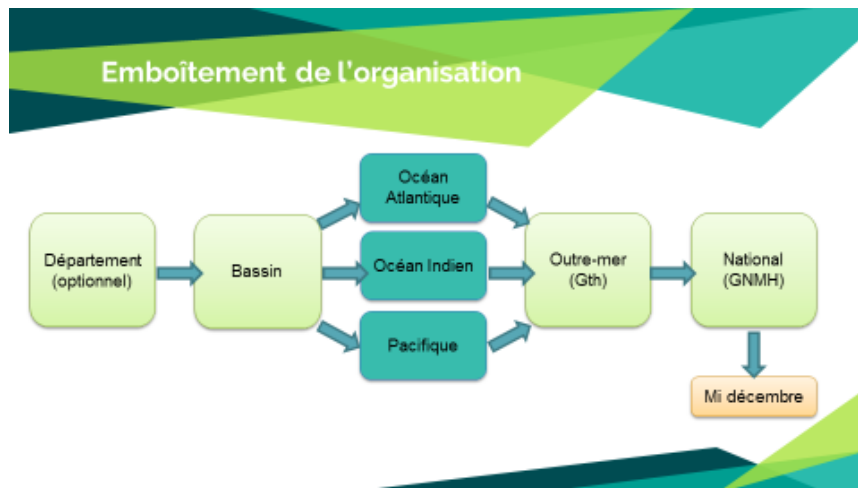 Emboîtement de l'organisation
Département
(optionnel)
Bassin
Océan
Atlantique
Océan Indien
Pacifique
Outre-mer
(Gth)
National
(GNMH)
Mi décembre